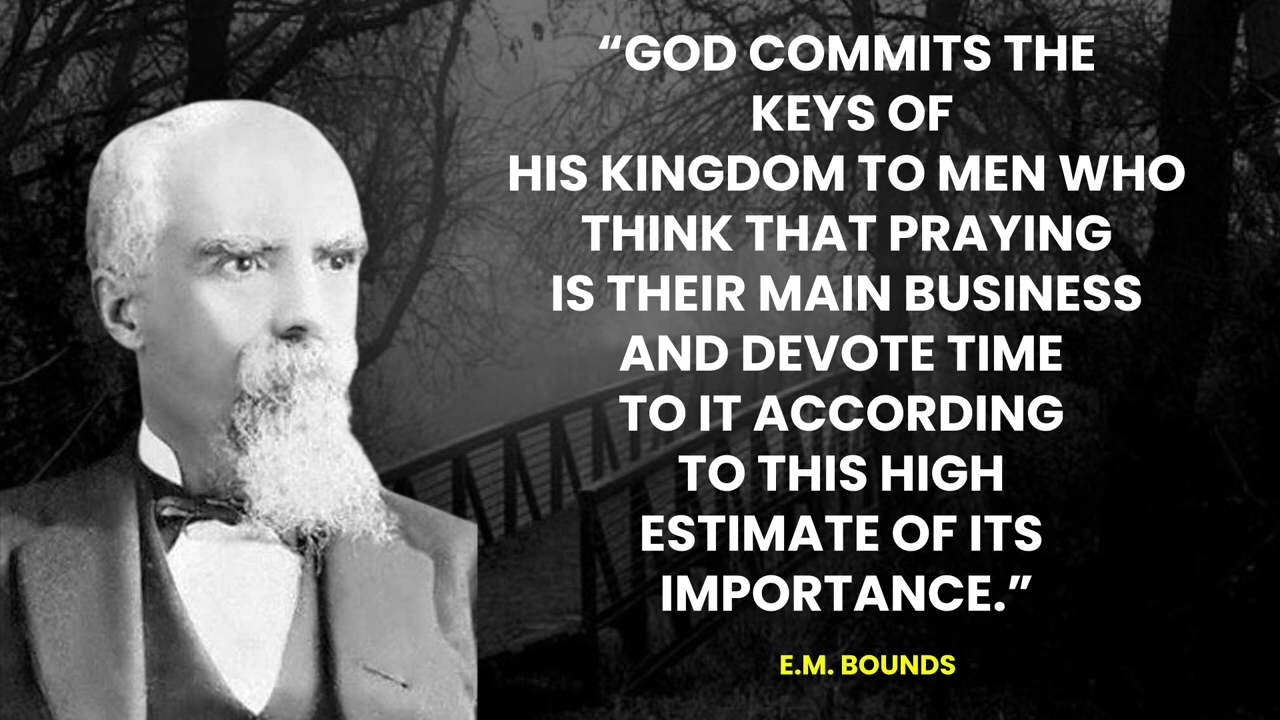 “GOD COMMITS THE
KEYS OF
HIS KINGDOM TO MEN WHO
THINK THAT PRAYING
IS THEIR MAIN BUSINESS
AND DEVOTE TIME
TO IT ACCORDING
TO THIS HIGH
ESTIMATE OF ITS
IMPORTANCE.”
E.M. BOUNDS